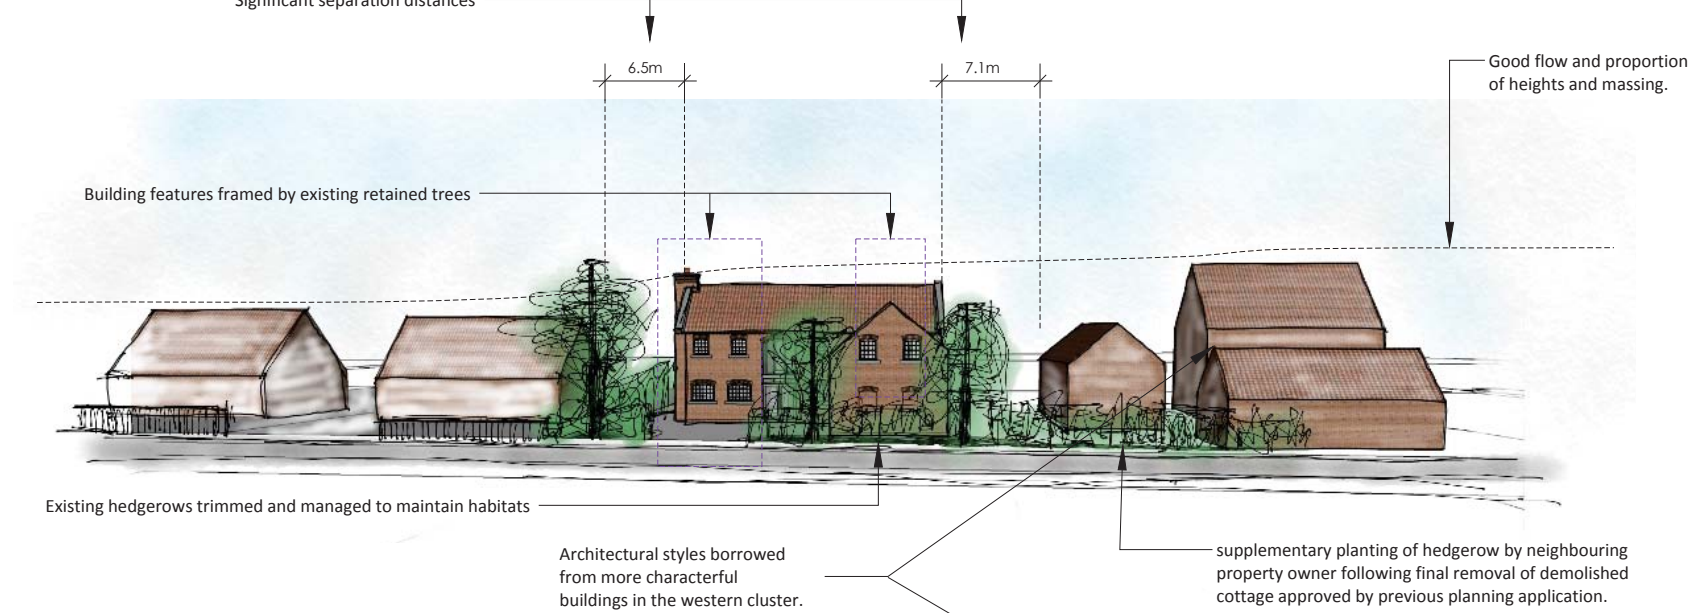 Significant separation distances
6.5m
7.1m
Good flow and proportion
of heights and massing.
Building features framed by existing retained trees
Existing hedgerows trimmed and managed to maintain habitats
Architectural styles borrowed
from more characterful
buildings in the western cluster.
supplementary planting of hedgerow by neighbouring
property owner following final removal of demolished
cottage approved by previous planning application.